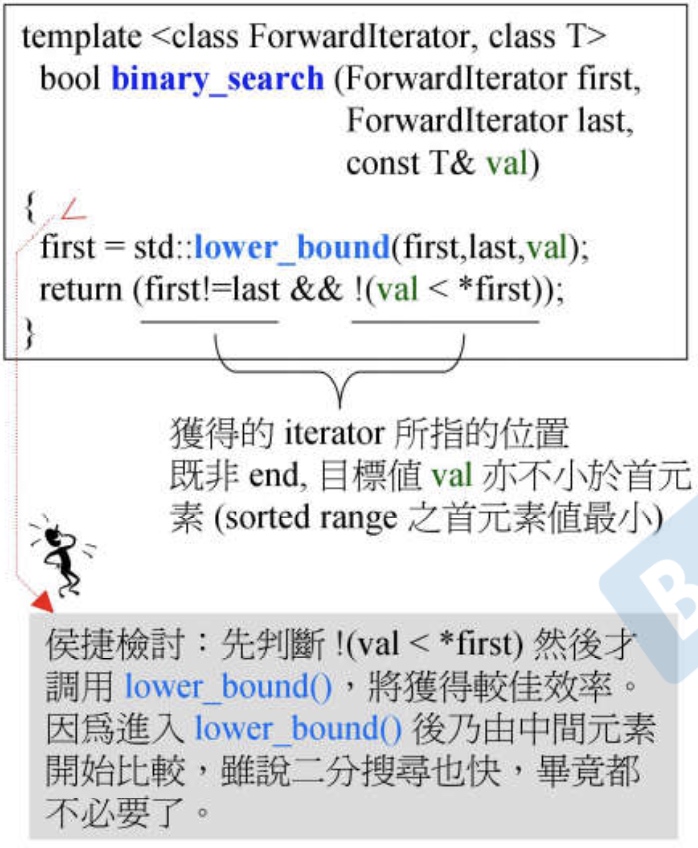 template <class ForwardIterator, class T>
bool binary_search (ForwardIterator first,
ForwardIterator last,
const T& val)
{
first = std::lower_bound(first,last,val);
return (first!=last && !(val < *first));
}
獲得的 iterator 所指的位置
既非 end, 目標值 val 亦不小於首元
素 (sorted range 之首元素值最小)
侯捷檢討：先判斷 !(val < *first) 然後才
調用 lower_bound()，將獲得較佳效率。
因為進入 lower_bound() 後乃由中間元素
開始比較，雖說二分搜尋也快，畢竟都
不必要了。
B